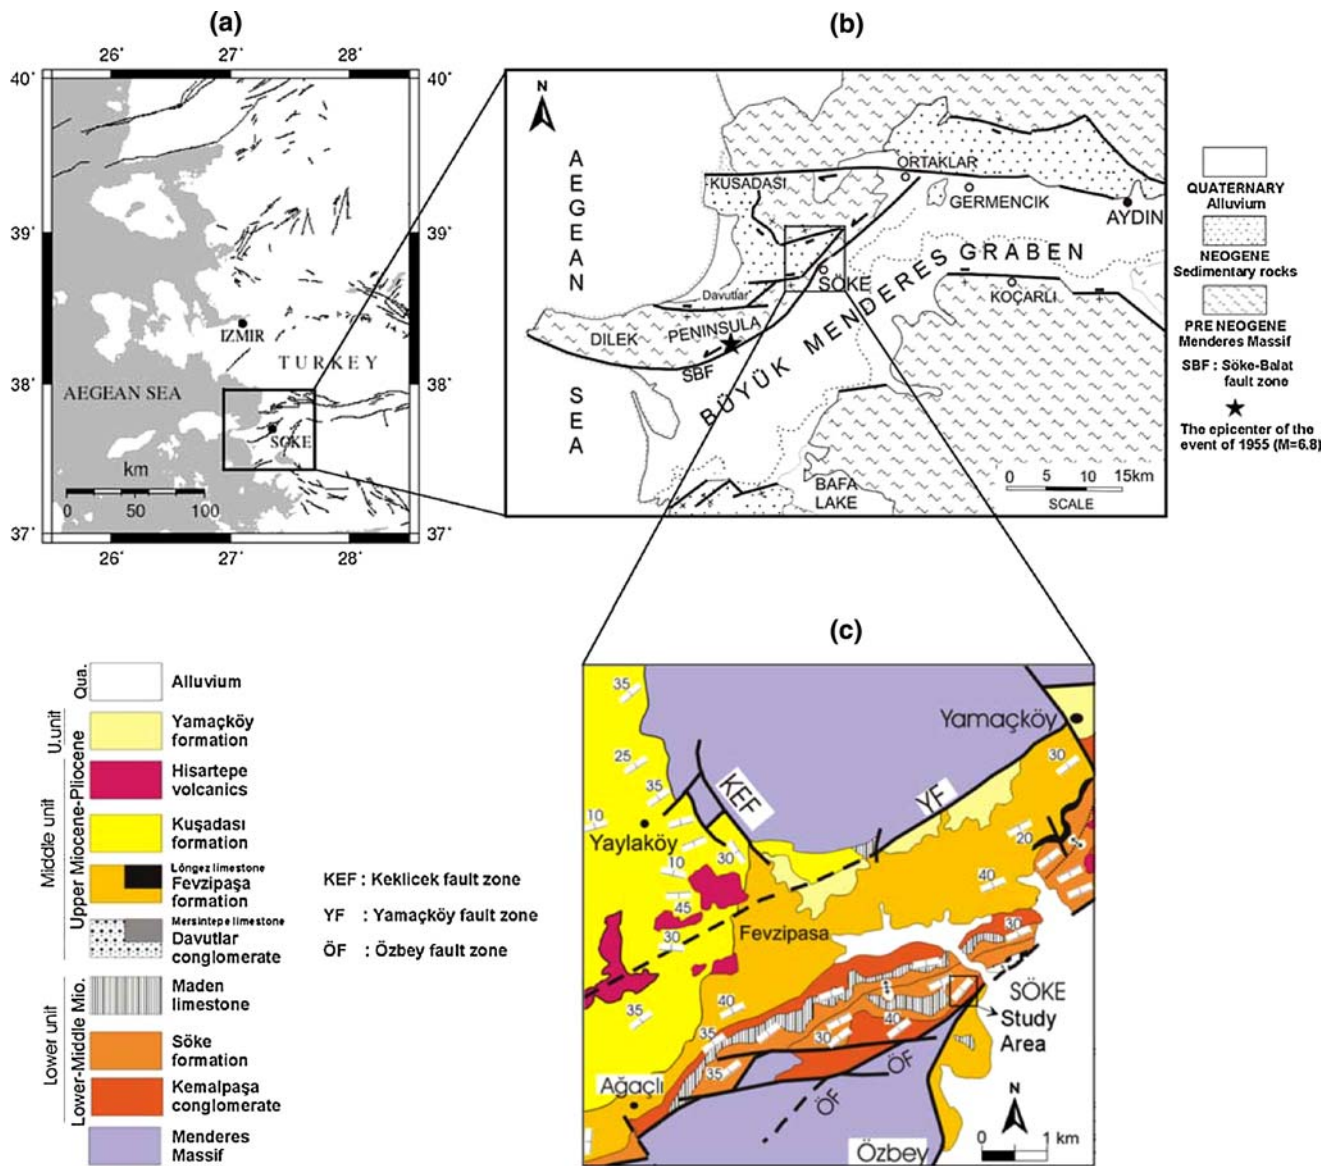 (a)
26°
27°
28°
40°
40°
39°
39°
38°
38°
37°
37°
IZMIR
TURKEY
AEGEAN SEA
SÖKE
km
0 50 100
26°
27°
28°
(b)
N
AEGEAN
SEA
KUSADASI
ORTAKLAR
GERMENCIK
AYDIN
SÖKE
Davutlar
KOÇARLI
DILEK
PENINSULA
SBF
BÜYÜK MENDERES GRABEN
BAFA
LAKE
0 5 10 15km
SCALE
QUATERNARY
Alluvium
NEOGENE
Sedimentary rocks
PRE NEOGENE
Menderes Massif
SBF : Söke-Balat
fault zone
The epicenter of the
event of 1955 (M=6.8)
Qua.
U.unit
Middle unit
Upper Miocene-Pliocene
Lower unit
Lower-Middle Mio.
Alluvium
Yamaçköy
formation
Hisartepe
volcanics
Kuşadası
formation
Löngez limestone
Fevzipaşa
formation
Mersintepe limestone
Davutlar
conglomerate
Maden
limestone
Söke
formation
Kemalpaşa
conglomerate
Menderes
Massif
KEF : Keklicek fault zone
YF : Yamaçköy fault zone
ÖF : Özbey fault zone
(c)
35
Yamaçköy
25
30
35
KEF
YF
10
Yaylaköy
30
20
10
40
45
30
Fevzipasa
30
40
35
40
30
35
SÖKE
Study
Area
ÖF
ÖF
Ağaçlı
Özbey
N
0 1 km